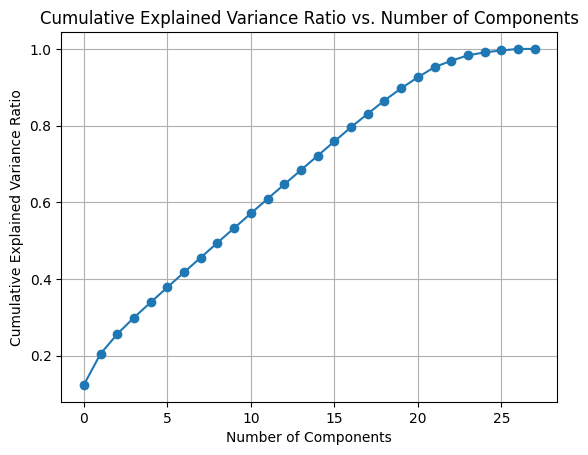 Cumulative Explained Variance Ratio vs. Number of Components
1.0
0.8
0.6
0.4
0.2
Cumulative Explained Variance Ratio
0 5 10 15 20 25
Number of Components